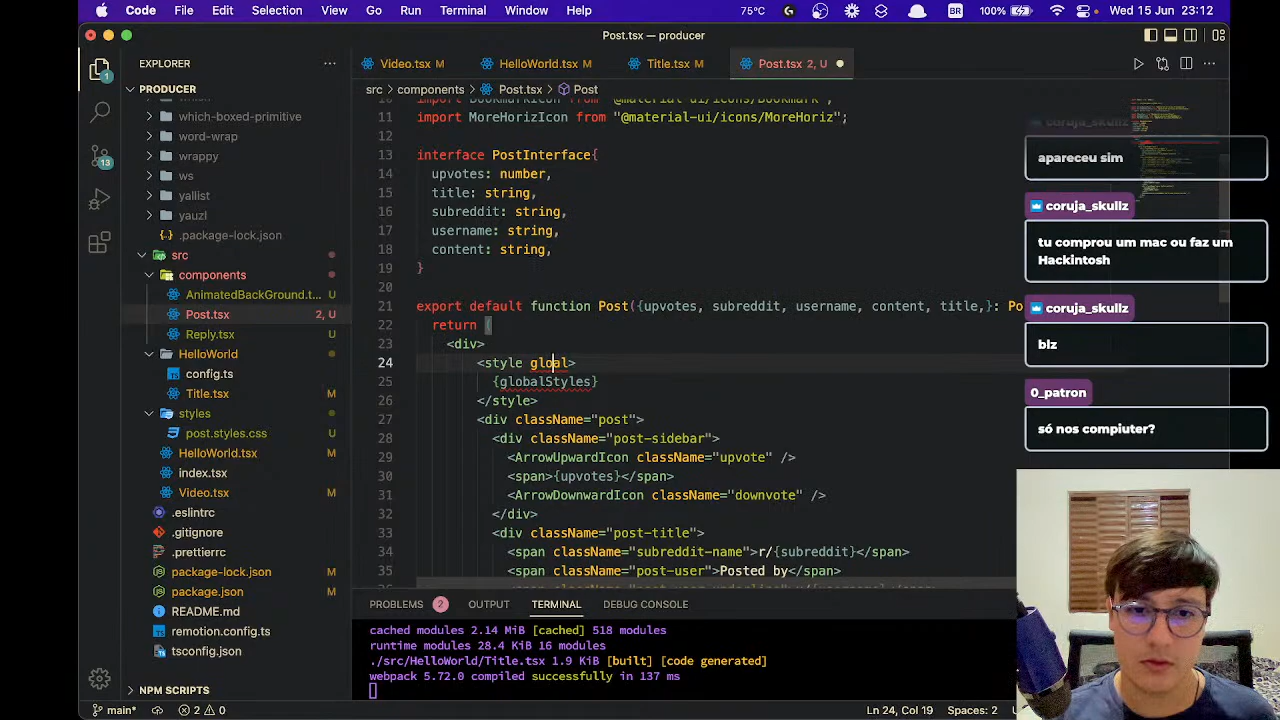 Code File Edit Selection View Go Run Terminal Window Help 75°C BR 100% Wed 15 Jun 23:12
Post.tsx — producer
EXPLORER
Video.tsx M
HelloWorld.tsx M
Title.tsx M
Post.tsx 2, U
PRODUCER
src > components > Post.tsx > Post
which-boxed-primitive
word-wrap
wrappy
ws
yallist
yauzl
.package-lock.json
src
components
AnimatedBackGround.t... U
Post.tsx 2, U
Reply.tsx U
HelloWorld
config.ts
Title.tsx M
styles
post.styles.css U
HelloWorld.tsx M
index.tsx
Video.tsx M
.eslintrc
.gitignore
.prettierrc
package-lock.json M
package.json M
README.md
remotion.config.ts
tsconfig.json
NPM SCRIPTS
11 import MoreHorizIcon from "@material-ui/icons/MoreHoriz";
12
13 interface PostInterface{
14 upvotes: number,
15 title: string,
16 subreddit: string,
17 username: string,
18 content: string,
19 }
20
21 export default function Post({upvotes, subreddit, username, content, title,}: Po
22 return (
23 <div>
24 <style gloal>
25 {globalStyles}
26 </style>
27 <div className="post">
28 <div className="post-sidebar">
29 <ArrowUpwardIcon className="upvote" />
30 <span>{upvotes}</span>
31 <ArrowDownwardIcon className="downvote" />
32 </div>
33 <div className="post-title">
34 <span className="subreddit-name">r/{subreddit}</span>
35 <span className="post-user">Posted by</span>
PROBLEMS 2 OUTPUT TERMINAL DEBUG CONSOLE
cached modules 2.14 MiB [cached] 518 modules
runtime modules 28.4 KiB 16 modules
./src/HelloWorld/Title.tsx 1.9 KiB [built] [code generated]
webpack 5.72.0 compiled successfully in 137 ms
main* 2 0 Ln 24, Col 19 Spaces: 2
coruja_skullz
apareceu sim
coruja_skullz
tu comprou um mac ou faz um
Hackintosh
coruja_skullz
blz
0_patron
só nos compiuter?
1
13